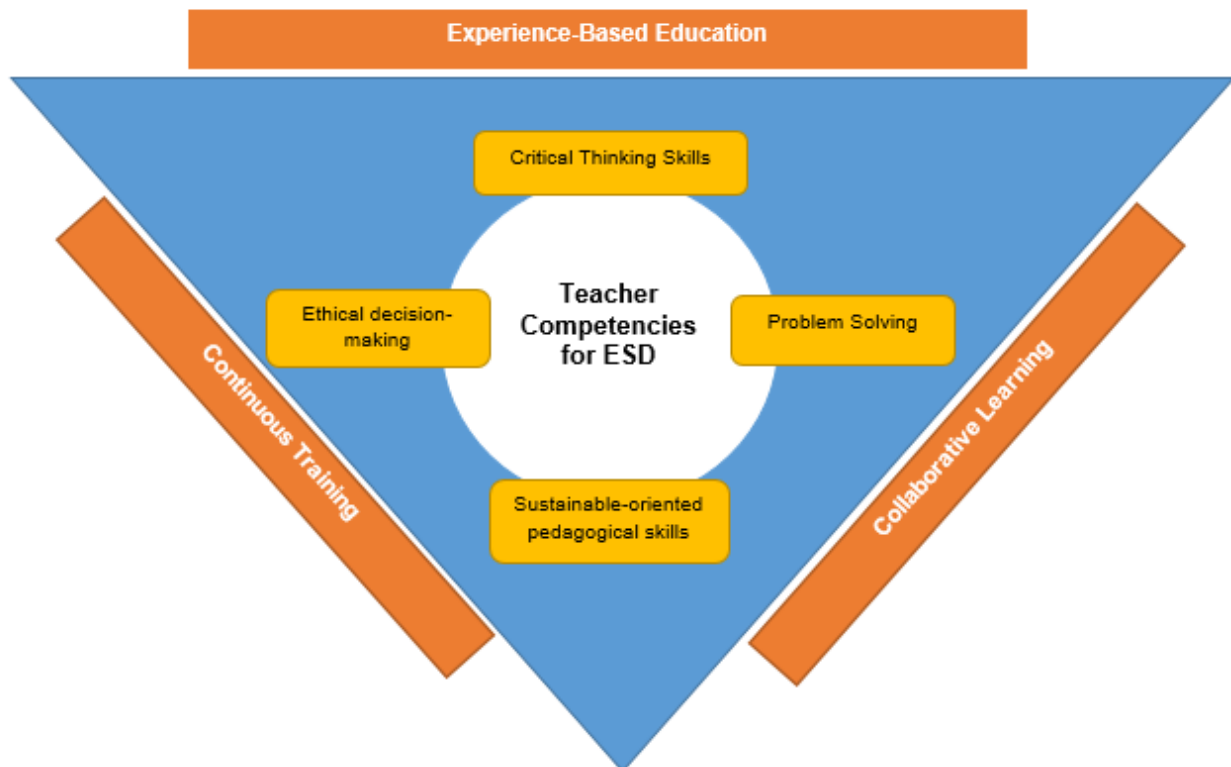 Experience-Based Education
Critical Thinking Skills
Teacher
Competencies
for ESD
Ethical decision-
making
Problem Solving
Continuous Training
Collaborative Learning
Sustainable-oriented
pedagogical skills